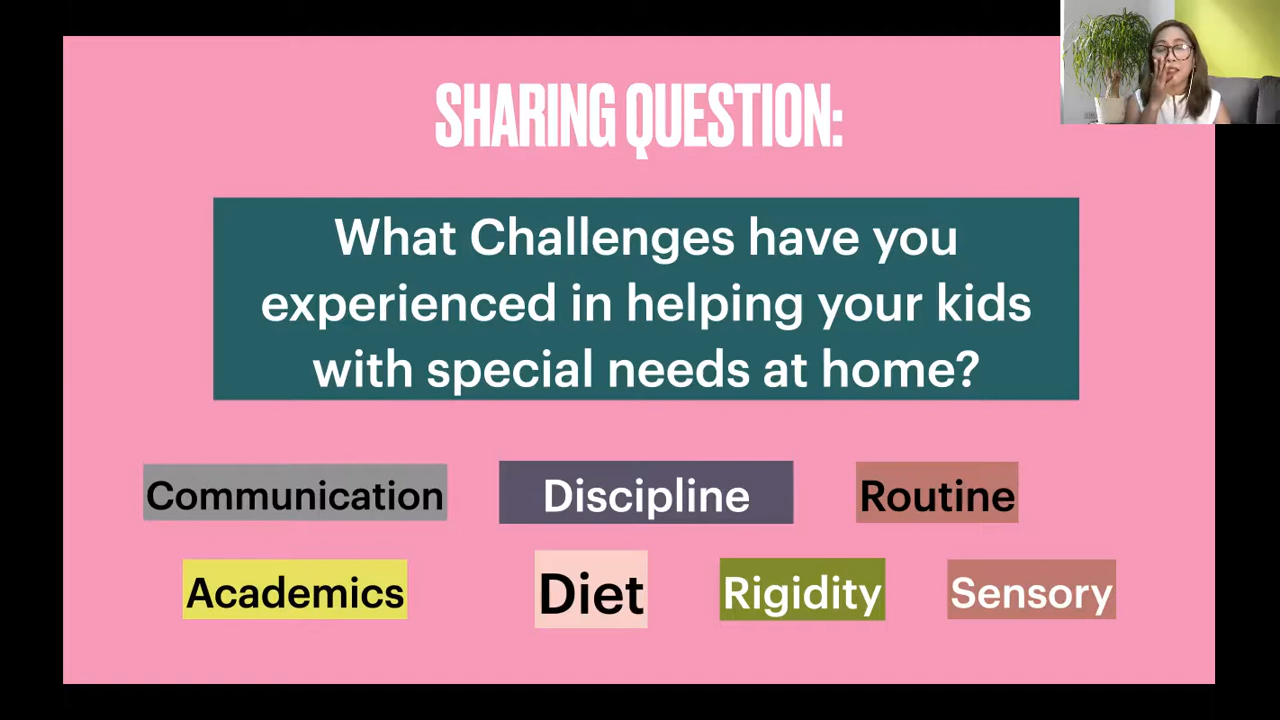 SHARING QUESTION:
What Challenges have you
experienced in helping your kids
with special needs at home?
Communication
Discipline
Routine
Academics
Diet
Rigidity
Sensory